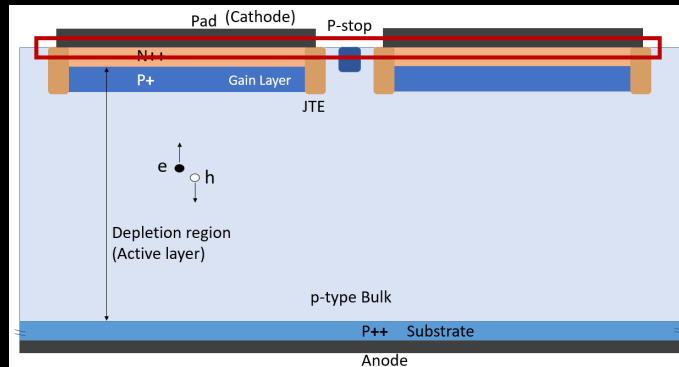 Pad (Cathode)
P-stop
N++
P+ Gain Layer
JTE
e
h
Depletion region
(Active layer)
p-type Bulk
P++ Substrate
Anode